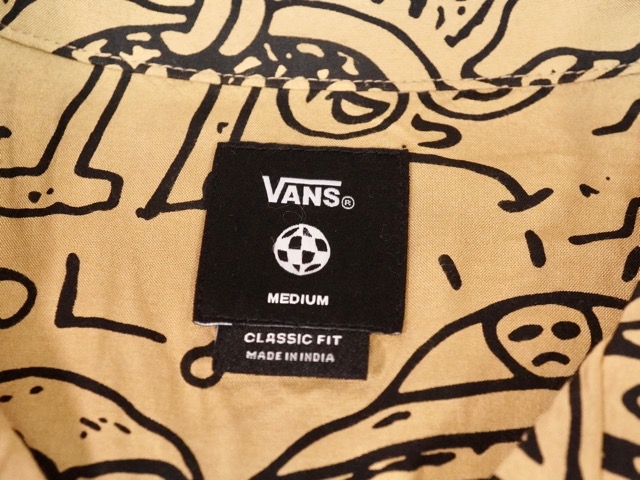 VANS®
MEDIUM
CLASSIC FIT
MADE IN INDIA